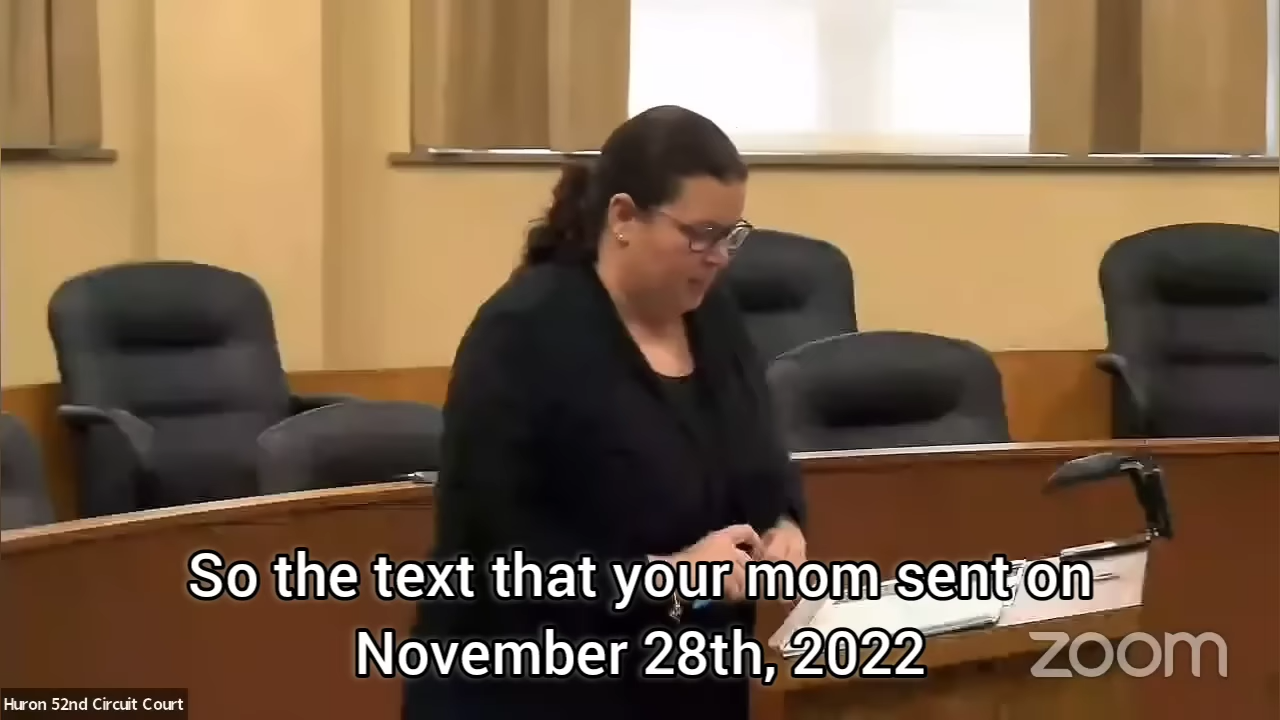 So the text that your mom sent on
November 28th, 2022
zoom
Huron 52nd Circuit Court